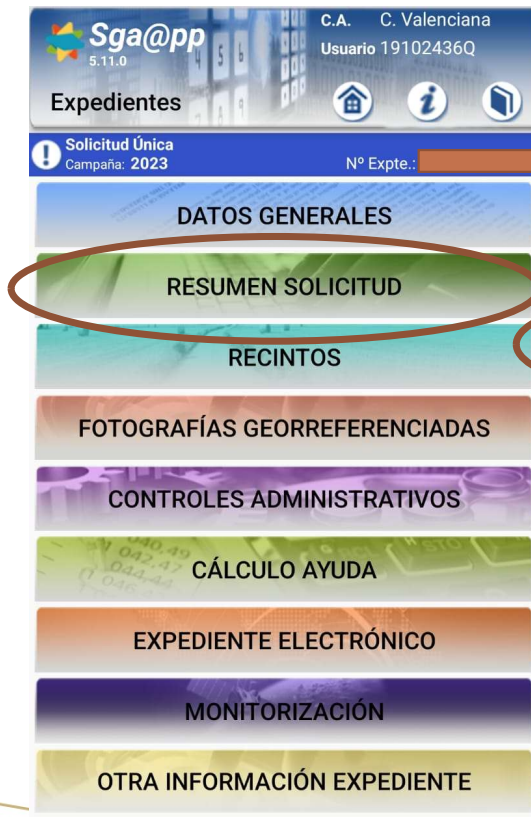 Sga@pp
5.11.0
C.A. C. Valenciana
Usuario 19102436Q
Expedientes
Solicitud Única
Campaña: 2023
Nº Expte.:
DATOS GENERALES
RESUMEN SOLICITUD
RECINTOS
FOTOGRAFÍAS GEORREFERENCIADAS
CONTROLES ADMINISTRATIVOS
CÁLCULO AYUDA
EXPEDIENTE ELECTRÓNICO
MONITORIZACIÓN
OTRA INFORMACIÓN EXPEDIENTE